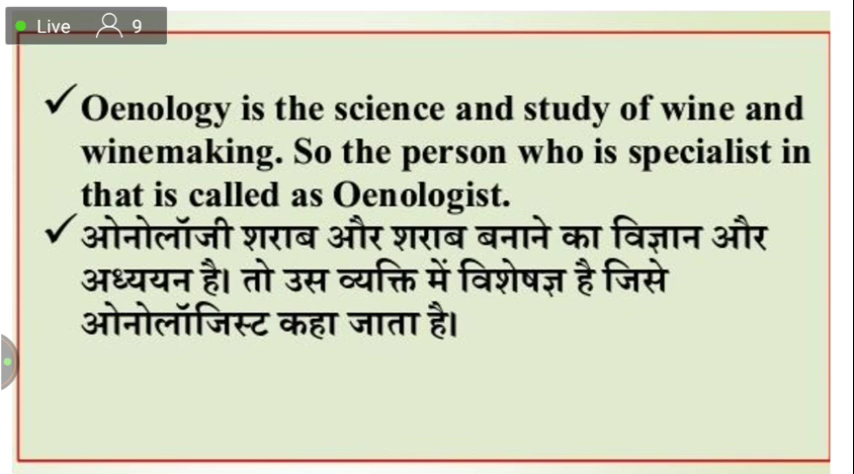 Live 9
✓ Oenology is the science and study of wine and
winemaking. So the person who is specialist in
that is called as Oenologist.
✓ ओनोलॉजी शराब और शराब बनाने का विज्ञान और
अध्ययन है। तो उस व्यक्ति में विशेषज्ञ है जिसे
ओनोलॉजिस्ट कहा जाता है।